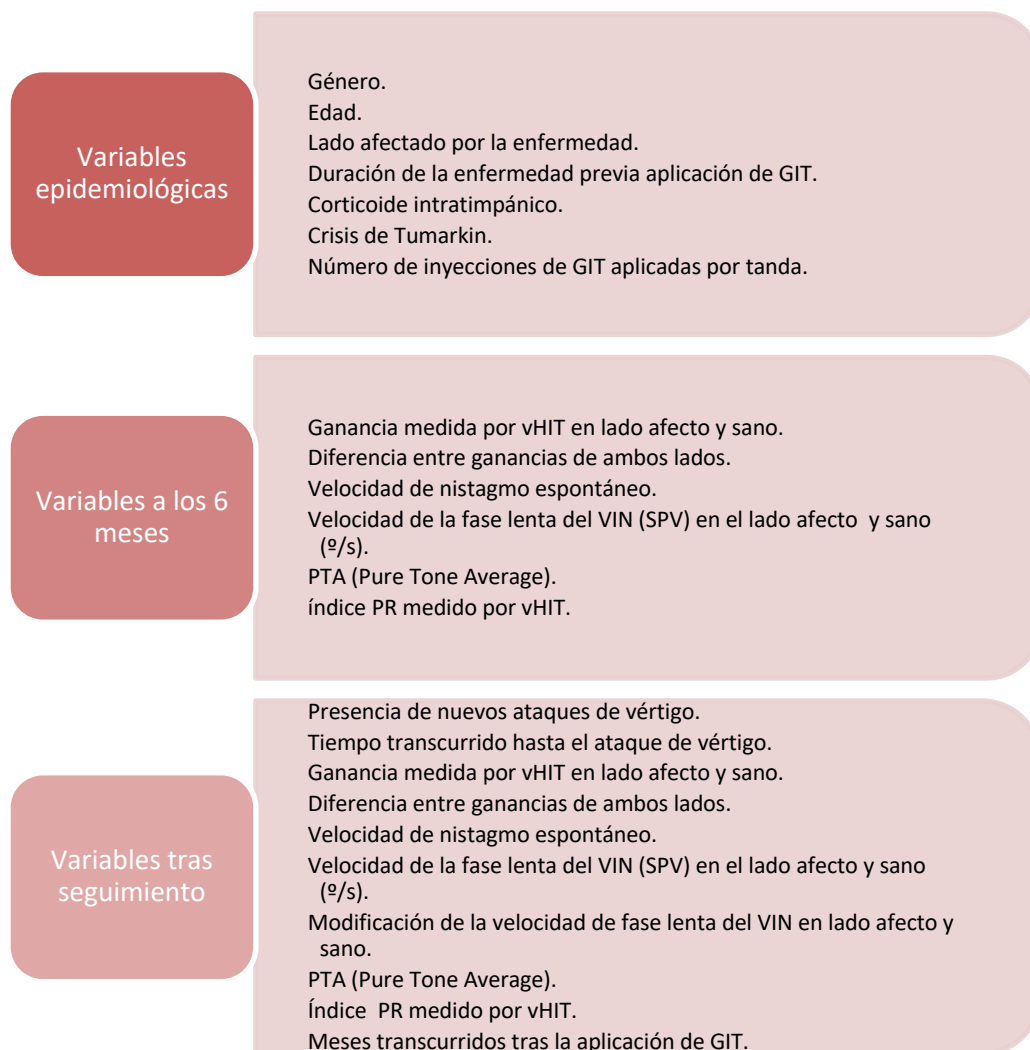 Variables
epidemiológicas
Género.
Edad.
Lado afectado por la enfermedad.
Duración de la enfermedad previa aplicación de GIT.
Corticoide intratimpánico.
Crisis de Tumarkin.
Número de inyecciones de GIT aplicadas por tanda.
Variables a los 6
meses
Ganancia medida por vHIT en lado afecto y sano.
Diferencia entre ganancias de ambos lados.
Velocidad de nistagmo espontáneo.
Velocidad de la fase lenta del VIN (SPV) en el lado afecto y sano
(º/s).
PTA (Pure Tone Average).
índice PR medido por vHIT.
Variables tras
seguimiento
Presencia de nuevos ataques de vértigo.
Tiempo transcurrido hasta el ataque de vértigo.
Ganancia medida por vHIT en lado afecto y sano.
Diferencia entre ganancias de ambos lados.
Velocidad de nistagmo espontáneo.
Velocidad de la fase lenta del VIN (SPV) en el lado afecto y sano
(º/s).
Modificación de la velocidad de fase lenta del VIN en lado afecto y
sano.
PTA (Pure Tone Average).
Índice PR medido por vHIT.
Meses transcurridos tras la aplicación de GIT.